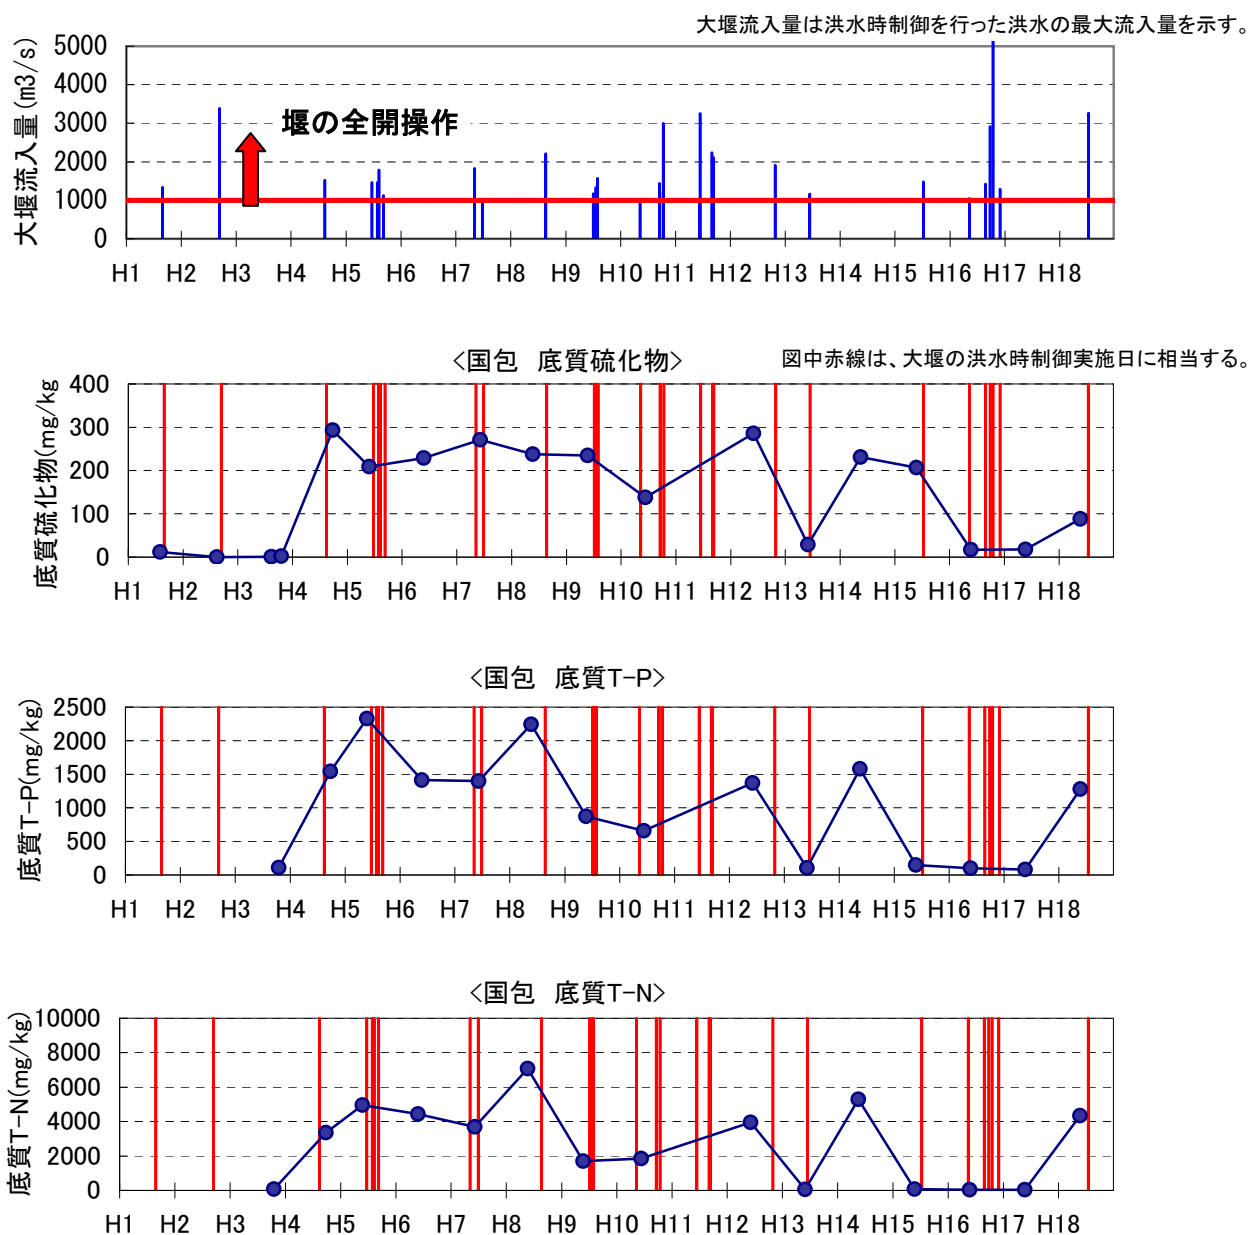 大堰流入量は洪水時制御を行った洪水の最大流入量を示す。
大堰流入量(m3/s)
5000
4000
3000
2000
1000
0
堰の全開操作
H1 H2 H3 H4 H5 H6 H7 H8 H9 H10 H11 H12 H13 H14 H15 H16 H17 H18
<国包　底質硫化物>
図中赤線は、大堰の洪水時制御実施日に相当する。
底質硫化物(mg/kg
400
300
200
100
0
H1 H2 H3 H4 H5 H6 H7 H8 H9 H10 H11 H12 H13 H14 H15 H16 H17 H18
<国包　底質T-P>
底質T-P(mg/kg)
2500
2000
1500
1000
500
0
H1 H2 H3 H4 H5 H6 H7 H8 H9 H10 H11 H12 H13 H14 H15 H16 H17 H18
<国包　底質T-N>
底質T-N(mg/kg)
10000
8000
6000
4000
2000
0
H1 H2 H3 H4 H5 H6 H7 H8 H9 H10 H11 H12 H13 H14 H15 H16 H17 H18